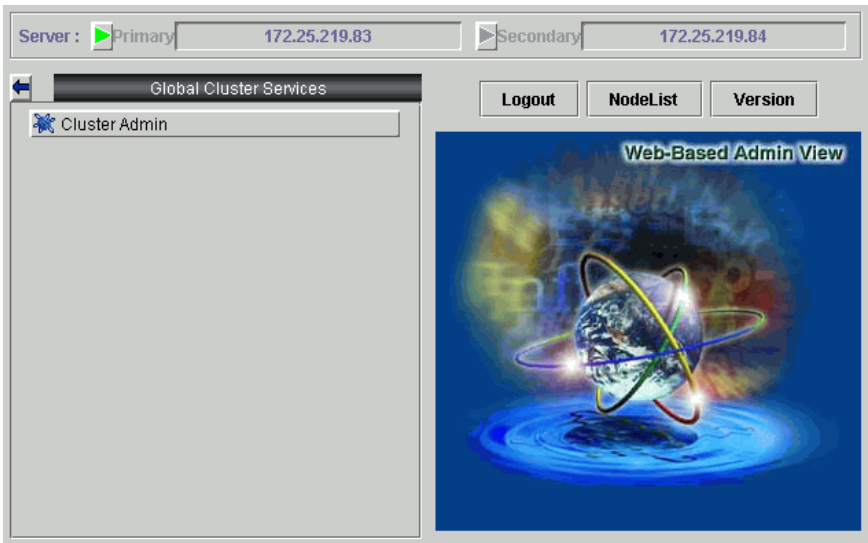 Server : Primary 172.25.219.83 Secondary 172.25.219.84
Global Cluster Services
Cluster Admin
Logout NodeList Version
Web-Based Admin View